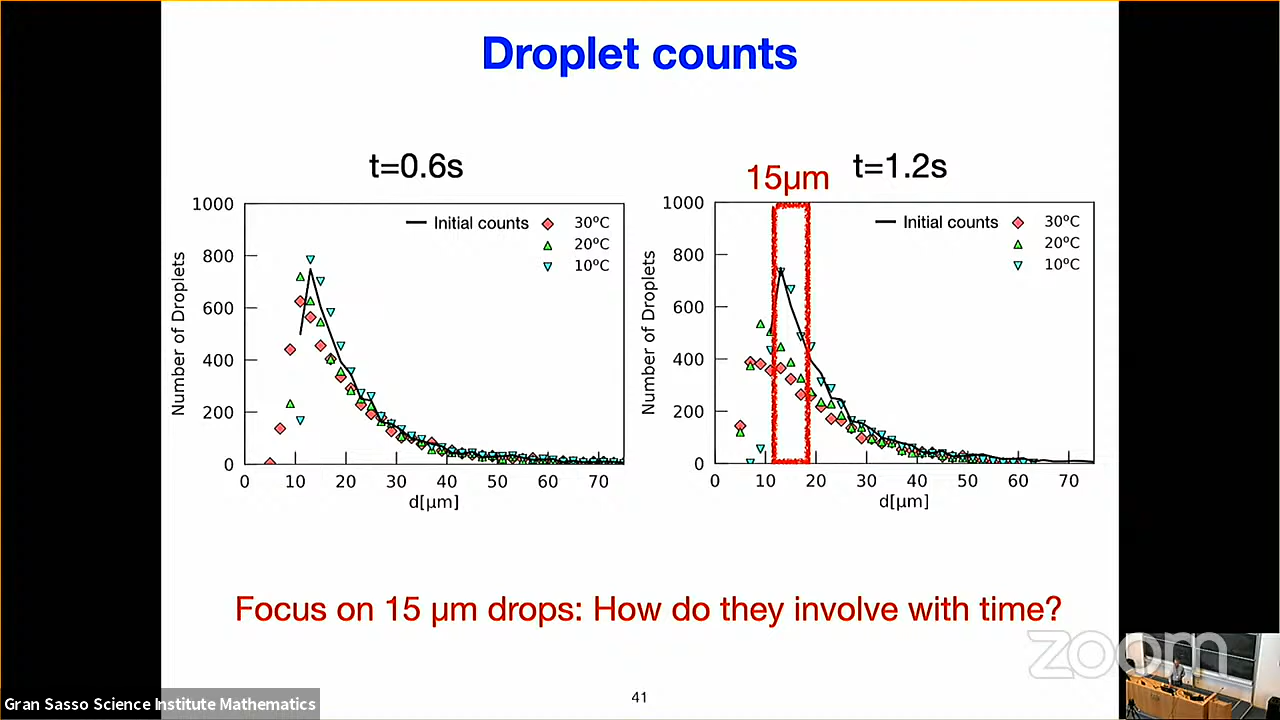 Droplet counts
t=0.6s
15µm
t=1.2s
1000
800
600
400
200
0
Number of Droplets
Initial counts
30ºC
20ºC
10ºC
0 10 20 30 40 50 60 70
d[µm]
1000
800
600
400
200
0
Number of Droplets
Initial counts
30ºC
20ºC
10ºC
0 10 20 30 40 50 60 70
d[µm]
Focus on 15 µm drops: How do they involve with time?
zoom
Gran Sasso Science Institute Mathematics
41